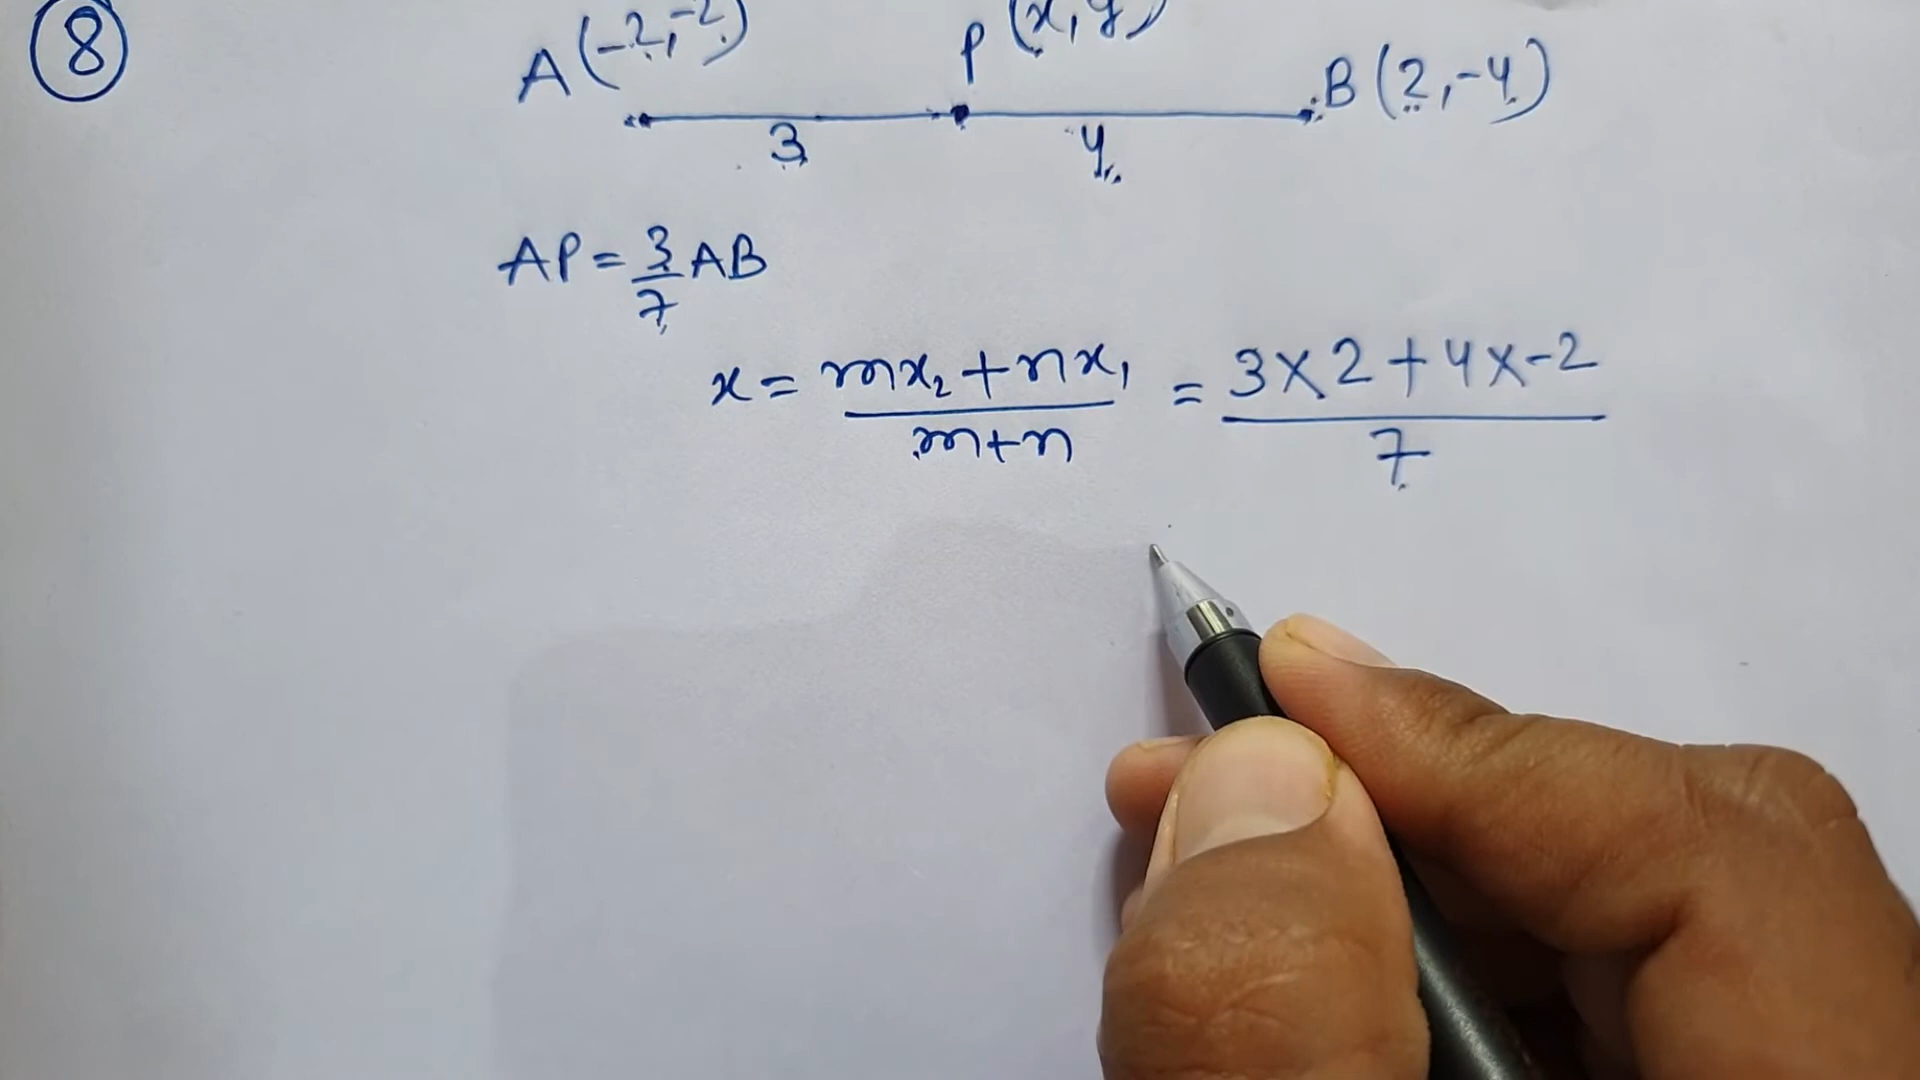 8
A (-2,-2) P (x,y) B (2,-4)
3 4
AP = 3/7 AB
x = mx₂+nx₁ / m+n = 3×2+4×-2 / 7